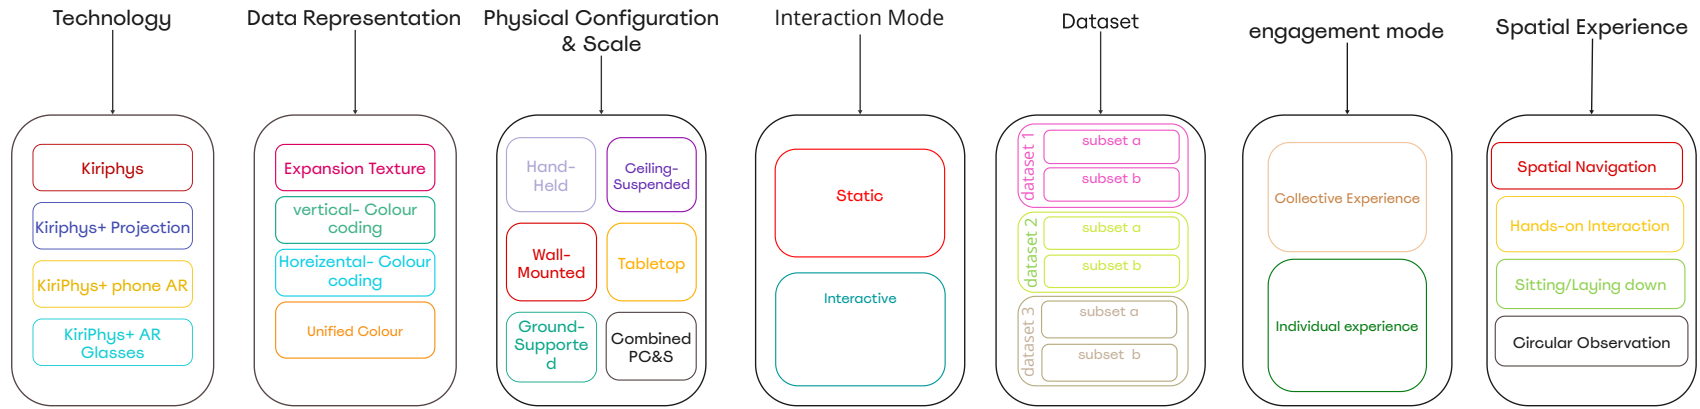 Technology
Kiriphys
Kiriphys+ Projection
KiriPhys+ phone AR
KiriPhys+ AR
Glasses
Data Representation
Expansion Texture
vertical- Colour
coding
Horeizental- Colour
coding
Unified Colour
Physical Configuration
& Scale
Hand-
Held
Ceiling-
Suspended
Wall-
Mounted
Tabletop
Ground-
Supporte
d
Combined
PC&S
Interaction Mode
Static
Interactive
Dataset
dataset 1
subset a
subset b
dataset 2
subset a
subset b
dataset 3
subset a
subset b
engagement mode
Collective Experience
Individual experience
Spatial Experience
Spatial Navigation
Hands-on Interaction
Sitting/Laying down
Circular Observation